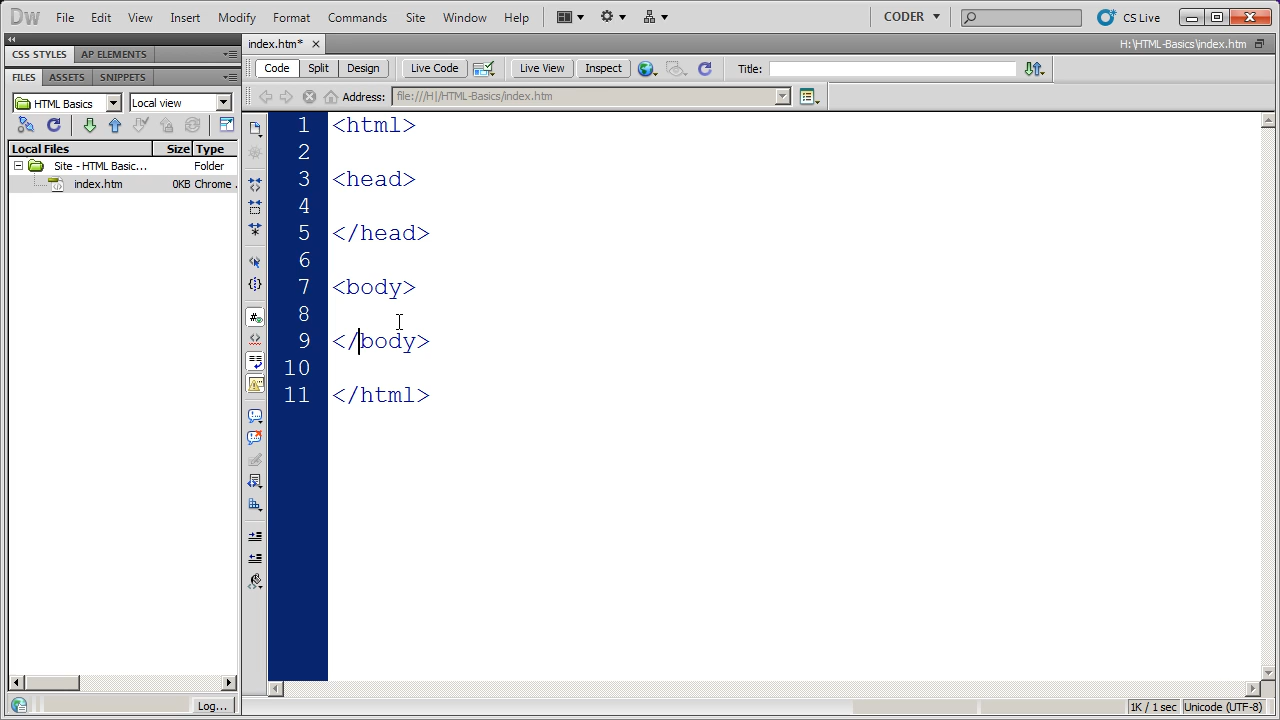 Dw File Edit View Insert Modify Format Commands Site Window Help CODER CS Live
CSS STYLES AP ELEMENTS
index.htm* H:\HTML-Basics\index.htm
FILES ASSETS SNIPPETS
Code Split Design Live Code Live View Inspect Title:
HTML Basics Local view
Address: file:///H|/HTML-Basics/index.htm
Local Files Size Type
Site - HTML Basic... Folder
index.htm 0KB Chrome .
1 <html>
2
3 <head>
4
5 </head>
6
7 <body>
8
9 </body>
10
11 </html>
Log...
1K / 1 sec Unicode (UTF-8)